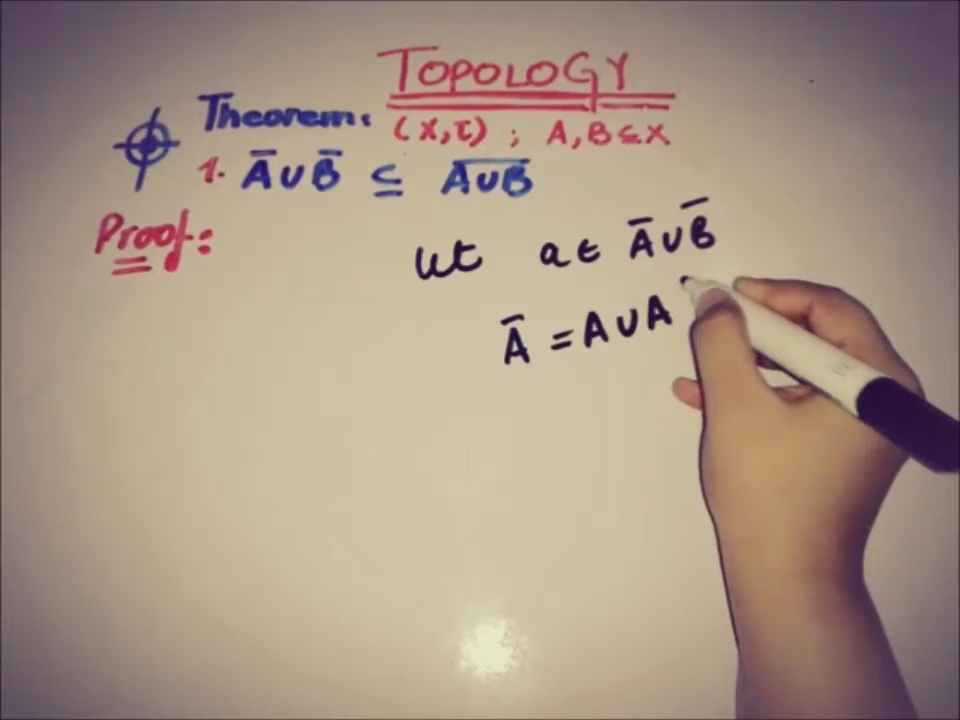 TOPOLOGY
Theorem:
(X,τ) ; A,B⊆X
1. A̅∪B̅ ⊆ A̅∪̅B̅
Proof:
let a ∈ A̅∪B̅
A̅ = A∪A